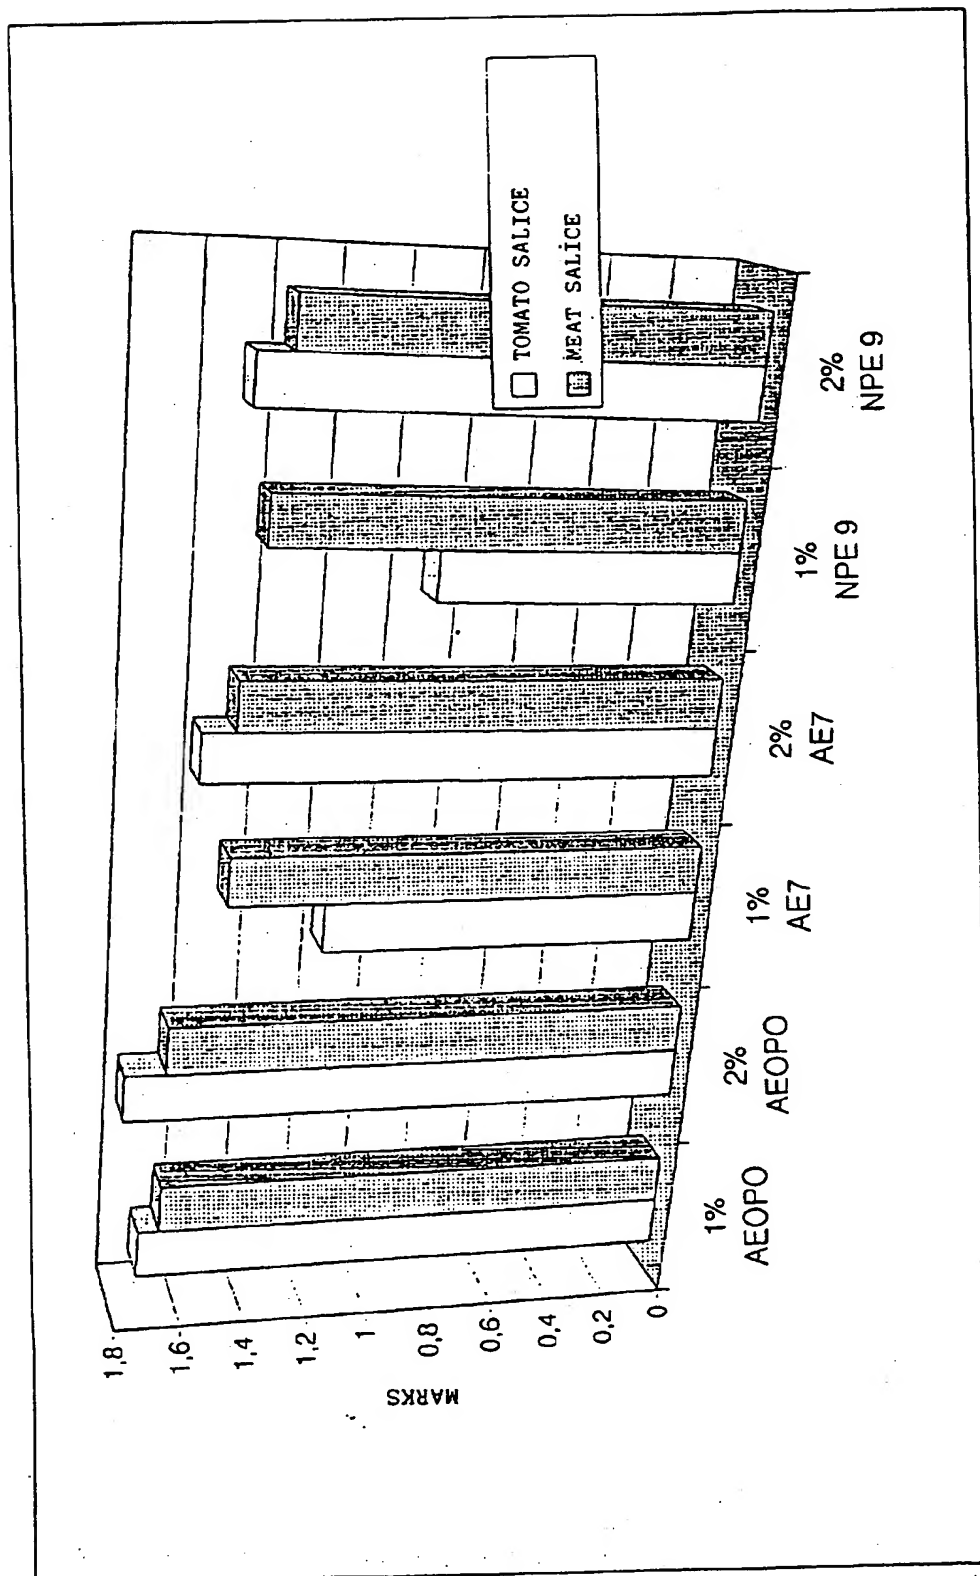 TOMATO SALICE
MEAT SALICE
MARKS
1,8
1,6
1,4
1,2
1
0,8
0,6
0,4
0,2
0
1%
AEOPO
2%
AEOPO
1%
AE7
2%
AE7
1%
NPE 9
2%
NPE 9